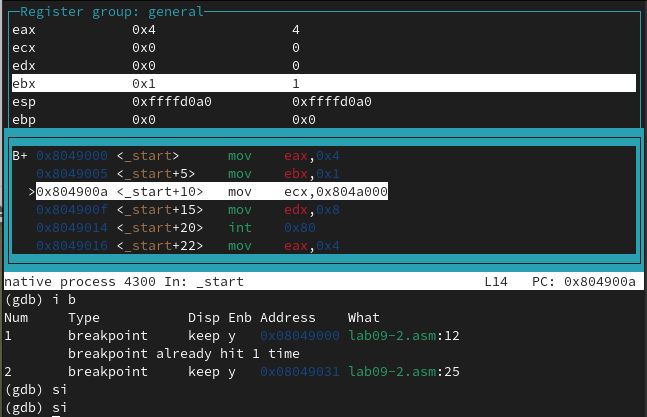 Register group: general
eax 0x4 4
ecx 0x0 0
edx 0x0 0
ebx 0x1 1
esp 0xffffd0a0 0xffffd0a0
ebp 0x0 0x0
B+ 0x8049000 <_start> mov eax,0x4
0x8049005 <_start+5> mov ebx,0x1
>0x804900a <_start+10> mov ecx,0x804a000
0x804900f <_start+15> mov edx,0x8
0x8049014 <_start+20> int 0x80
0x8049016 <_start+22> mov eax,0x4
native process 4300 In: _start L14 PC: 0x804900a
(gdb) i b
Num Type Disp Enb Address What
1 breakpoint keep y 0x08049000 lab09-2.asm:12
breakpoint already hit 1 time
2 breakpoint keep y 0x08049031 lab09-2.asm:25
(gdb) si
(gdb) si